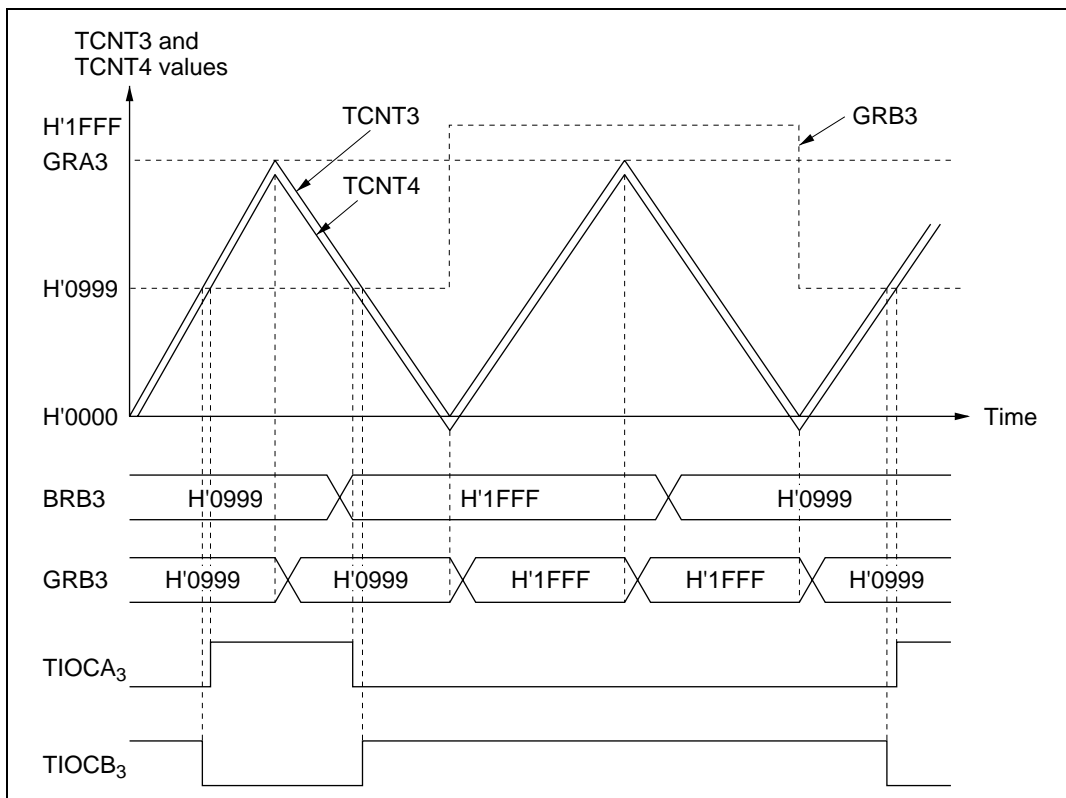 TCNT3 and
TCNT4 values
H'1FFF
TCNT3
GRB3
GRA3
TCNT4
H'0999
H'0000
Time
BRB3 H'0999 H'1FFF H'0999
GRB3 H'0999 H'0999 H'1FFF H'1FFF H'0999
TIOCA3
TIOCB3